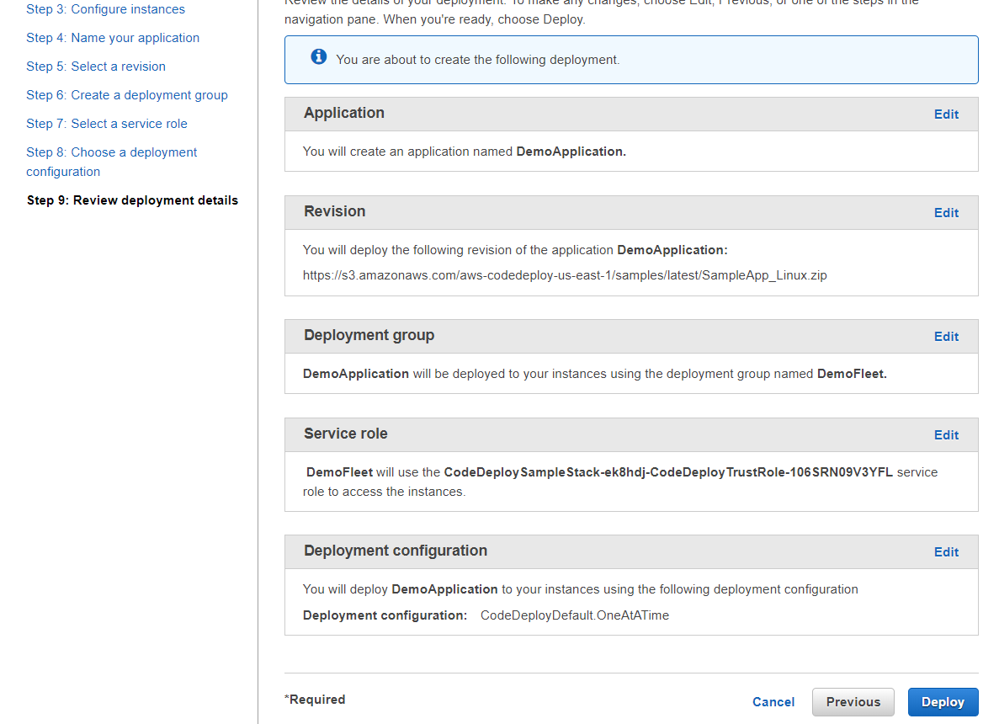 Step 3: Configure instances
Step 4: Name your application
Step 5: Select a revision
Step 6: Create a deployment group
Step 7: Select a service role
Step 8: Choose a deployment
configuration
Step 9: Review deployment details
Review the details of your deployment. To make any changes, choose Edit, Previous, or one of the steps in the
navigation pane. When you're ready, choose Deploy.
You are about to create the following deployment.
Application Edit
You will create an application named DemoApplication.
Revision Edit
You will deploy the following revision of the application DemoApplication:
https://s3.amazonaws.com/aws-codedeploy-us-east-1/samples/latest/SampleApp_Linux.zip
Deployment group Edit
DemoApplication will be deployed to your instances using the deployment group named DemoFleet.
Service role Edit
DemoFleet will use the CodeDeploySampleStack-ek8hdj-CodeDeployTrustRole-106SRN09V3YFL service
role to access the instances.
Deployment configuration Edit
You will deploy DemoApplication to your instances using the following deployment configuration
Deployment configuration: CodeDeployDefault.OneAtATime
*Required Cancel Previous Deploy